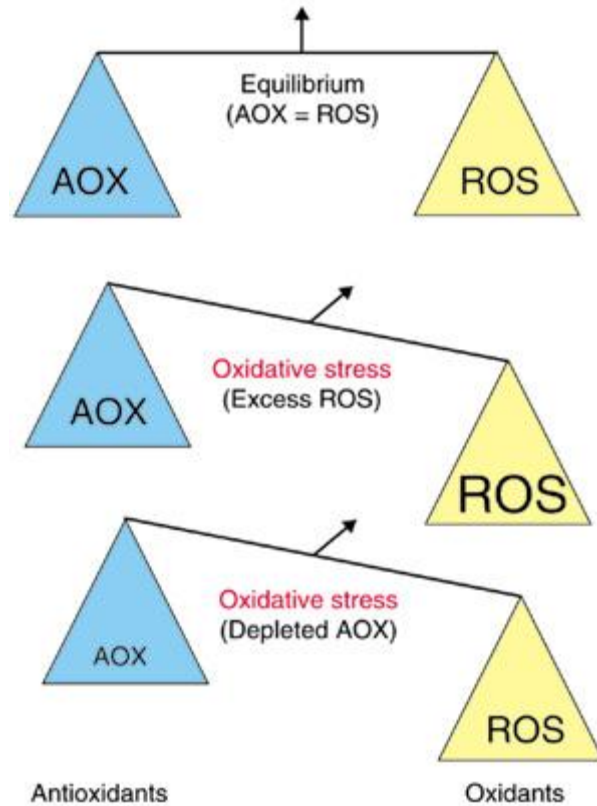 Equilibrium
(AOX = ROS)
AOX
ROS
Oxidative stress
(Excess ROS)
AOX
ROS
Oxidative stress
(Depleted AOX)
AOX
ROS
Antioxidants
Oxidants